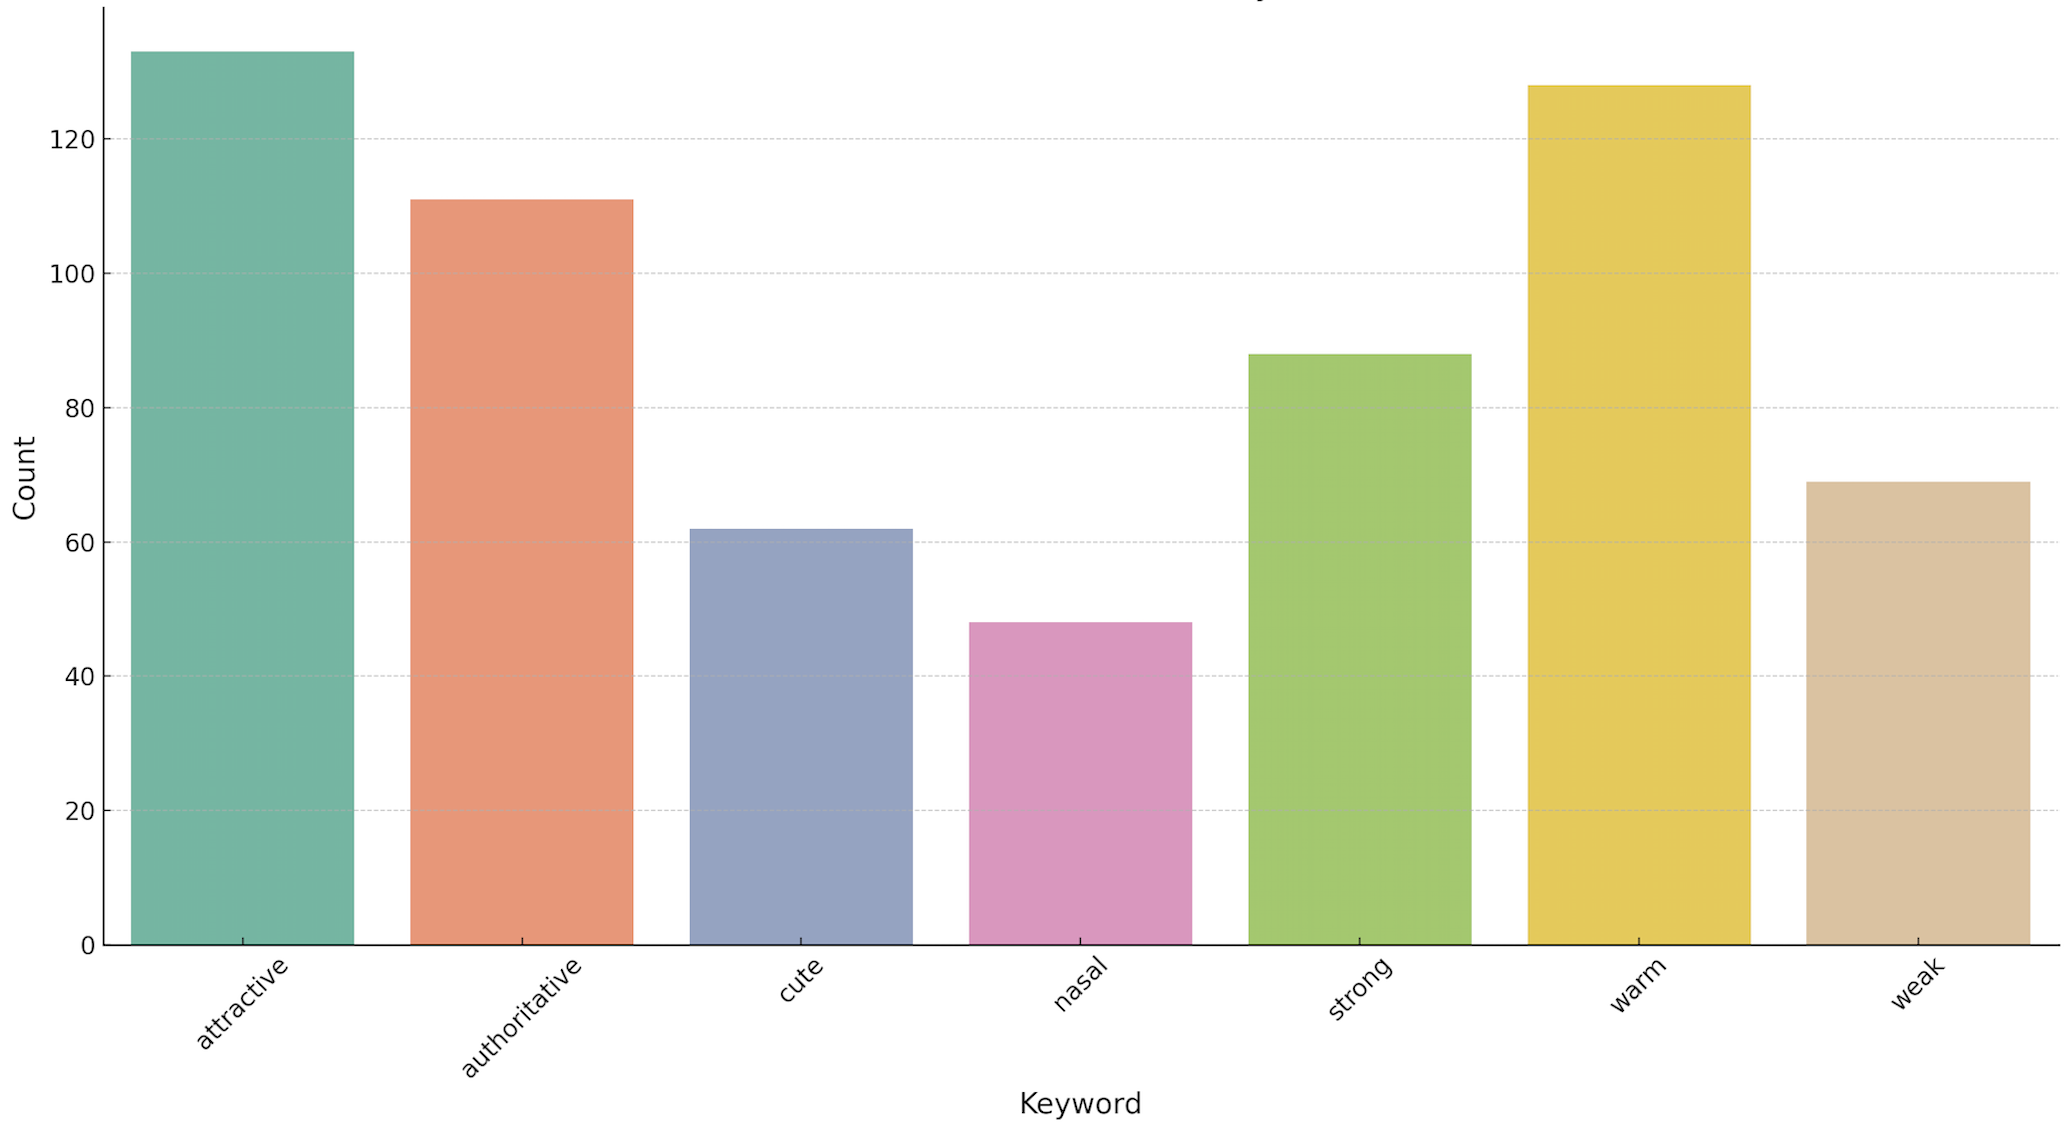 120
100
80
60
40
20
0
Count
attractive
authoritative
cute
nasal
strong
warm
weak
Keyword